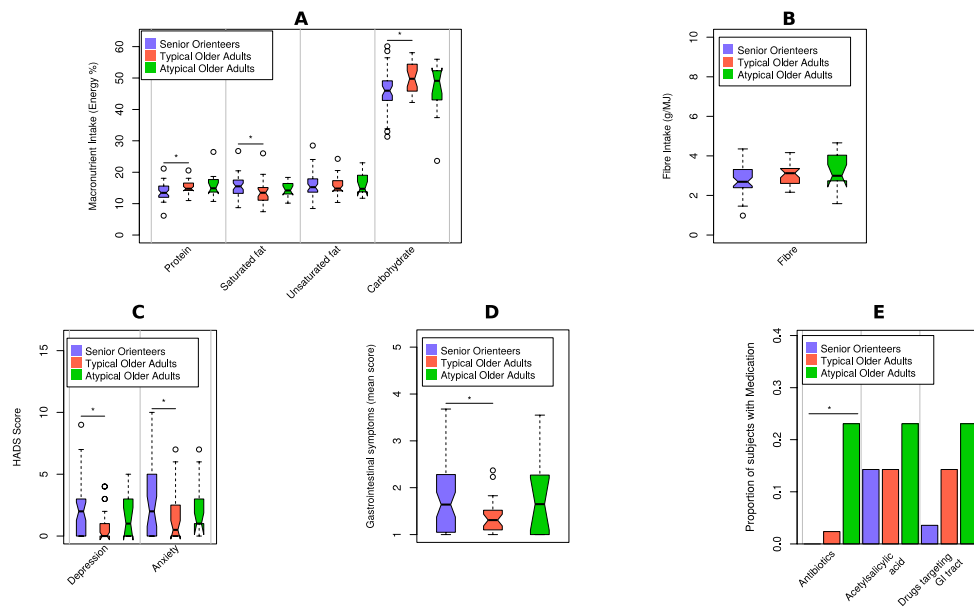 A
Macronutrient Intake (Energy %)
0
10
20
30
40
50
60
Senior Orienteers
Typical Older Adults
Atypical Older Adults
*
*
*
Protein
Saturated fat
Unsaturated fat
Carbohydrate
B
Fibre Intake (g/MJ)
0
2
4
6
8
10
Senior Orienteers
Typical Older Adults
Atypical Older Adults
Fibre
C
HADS Score
0
5
10
15
Senior Orienteers
Typical Older Adults
Atypical Older Adults
*
*
Depression
Anxiety
D
Gastrointestinal symptoms (mean score)
1
2
3
4
5
Senior Orienteers
Typical Older Adults
Atypical Older Adults
*
E
Proportion of subjects with Medication
0.0
0.1
0.2
0.3
0.4
Senior Orienteers
Typical Older Adults
Atypical Older Adults
*
Antibiotics
Acetylsalicylic
acid
Drugs targeting
GI tract